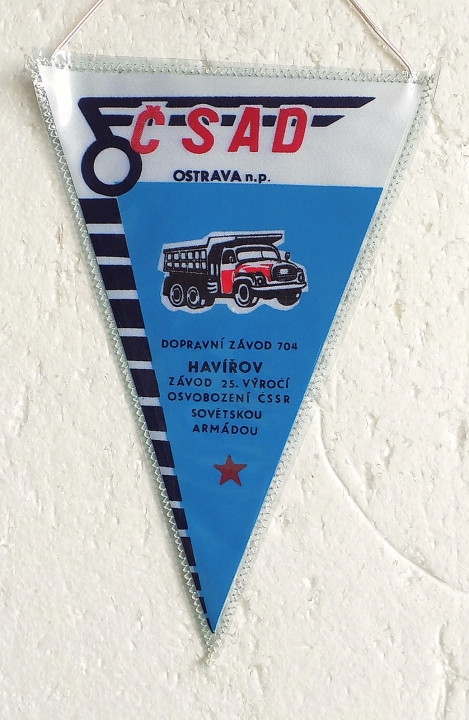 ČSAD
OSTRAVA n.p.
DOPRAVNÍ ZÁVOD 704
HAVÍŘOV
ZÁVOD 25. VÝROČÍ
OSVOBOZENÍ ČSSR
SOVĚTSKOU
ARMÁDOU